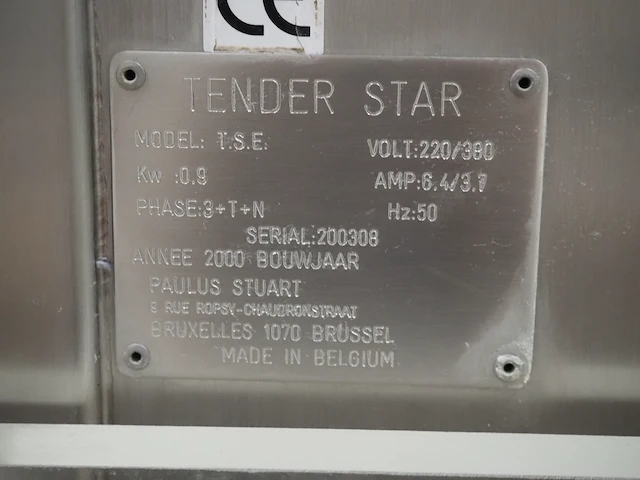 CE
TENDER STAR
MODEL: T.S.E. VOLT:220/380
Kw :0.9 AMP:6.4/3.7
PHASE:3+T+N Hz:50
SERIAL:200308
ANNEE 2000 BOUWJAAR
PAULUS STUART
8 RUE ROPSY-CHAUDRONSTRAAT
BRUXELLES 1070 BRUSSEL
MADE IN BELGIUM